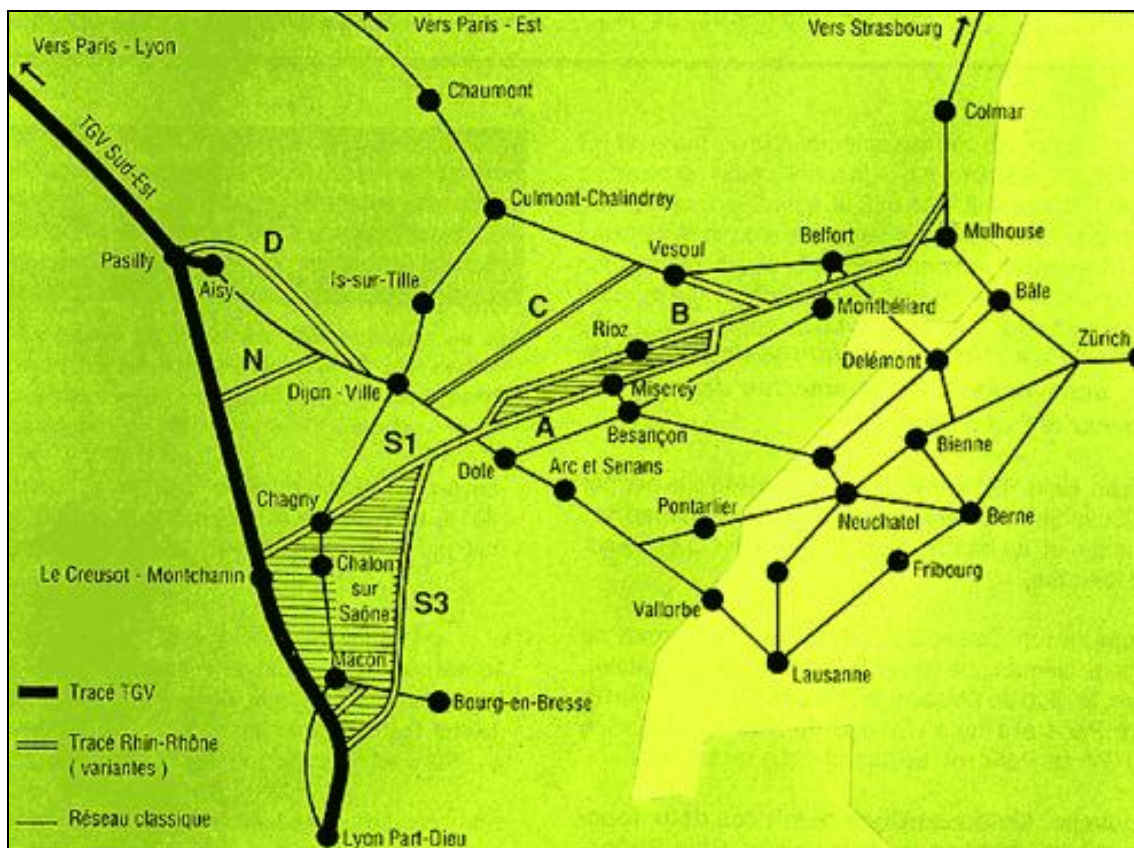 Vers Paris - Lyon
Vers Paris - Est
Vers Strasbourg
Chaumont
Colmar
TGV Sud-Est
Culmont-Chalindrey
D
Vesoul
Belfort
Mulhouse
Pasilly
Aisy
Is-sur-Tille
C
B
Montbéliard
Bâle
Rioz
Zürich
N
Delémont
Dijon - Ville
Miserey
A
Besançon
S1
Bienne
Dole
Arc et Senans
Chagny
Pontarlier
Neuchatel
Berne
Le Creusot - Montchanin
Chalon
sur
Saône
S3
Fribourg
Vallorbe
Mâcon
Lausanne
Tracé TGV
Bourg-en-Bresse
Tracé Rhin-Rhône
( variantes )
Réseau classique
Lyon Part-Dieu